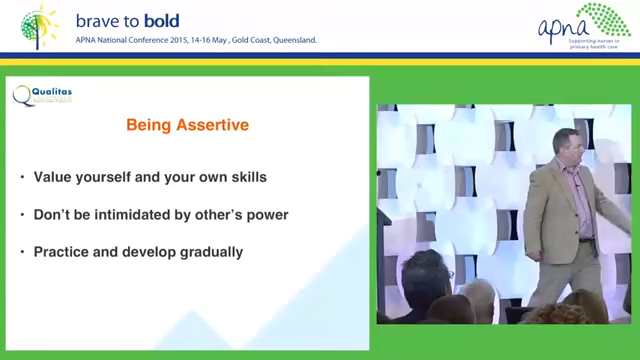 brave to bold
APNA National Conference 2015, 14-16 May, Gold Coast, Queensland.
apna
Supporting nurses in
primary health care
Qualitas
Being Assertive
• Value yourself and your own skills
• Don't be intimidated by other's power
• Practice and develop gradually